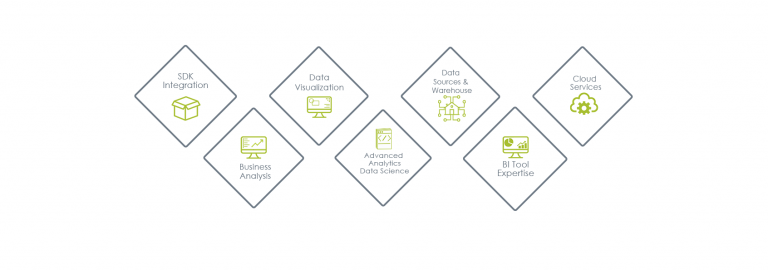 SDK
Integration
Data
Visualization
Data
Sources &
Warehouse
Cloud
Services
Business
Analysis
Advanced
Analytics
Data Science
BI Tool
Expertise